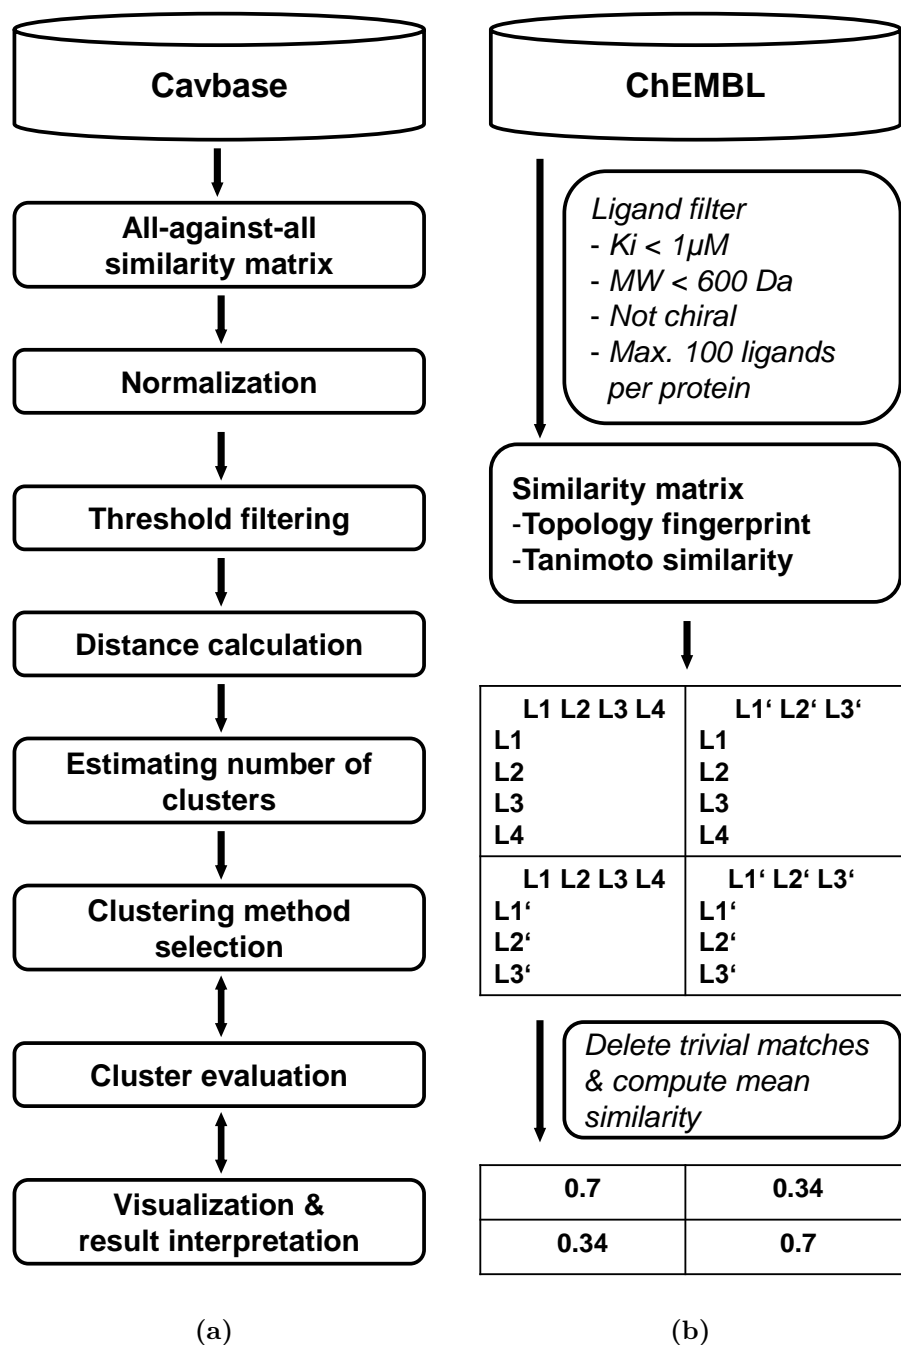 Cavbase
All-against-all
similarity matrix
Normalization
Threshold filtering
Distance calculation
Estimating number of
clusters
Clustering method
selection
Cluster evaluation
Visualization &
result interpretation
(a)
ChEMBL
Ligand filter
- Ki < 1µM
- MW < 600 Da
- Not chiral
- Max. 100 ligands
per protein
Similarity matrix
-Topology fingerprint
-Tanimoto similarity
L1 L2 L3 L4
L1
L2
L3
L4
L1‘ L2‘ L3‘
L1
L2
L3
L4
L1 L2 L3 L4
L1‘
L2‘
L3‘
L1‘ L2‘ L3‘
L1‘
L2‘
L3‘
Delete trivial matches
& compute mean
similarity
0.7 0.34
0.34 0.7
(b)